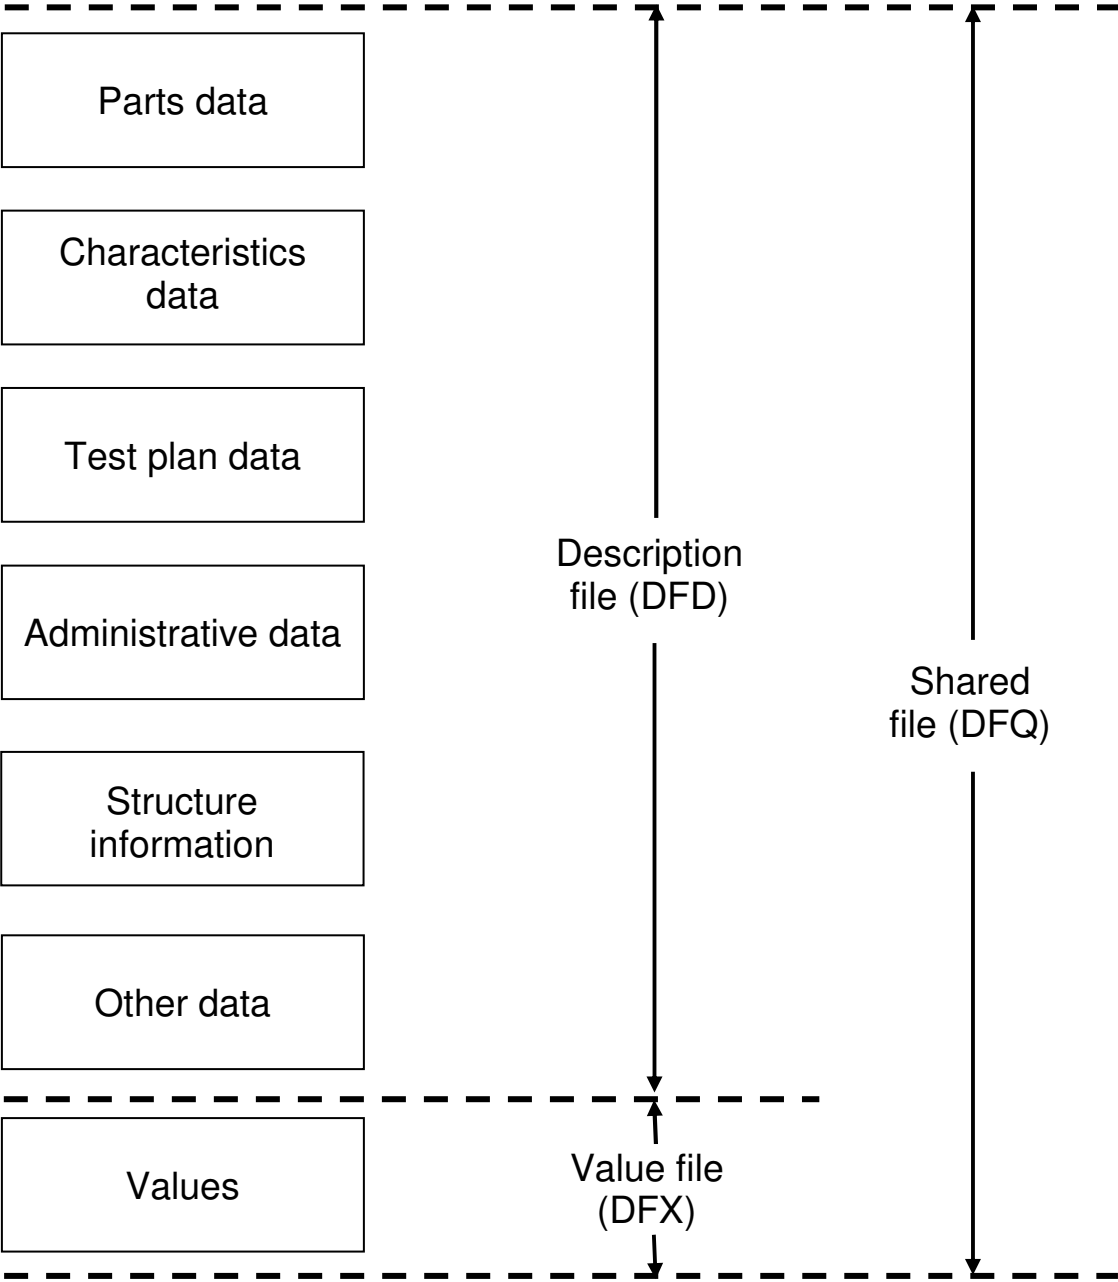 Parts data
Characteristics
data
Test plan data
Administrative data
Structure
information
Other data
Values
Description
file (DFD)
Value file
(DFX)
Shared
file (DFQ)